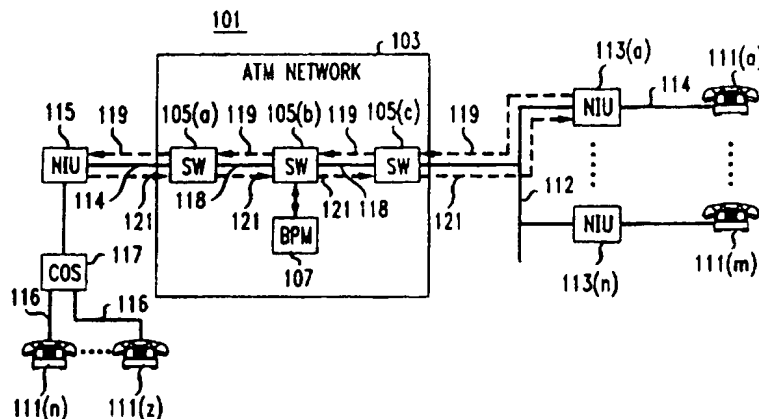 101
103
ATM NETWORK
113(a)
111(a)
115
119
105(a)
119
105(b)
119
105(c)
119
NIU
114
NIU
SW
SW
SW
114
121
118
121
121
118
121
112
BPM
107
NIU
117
COS
113(n)
111(m)
116
116
111(n)
111(z)